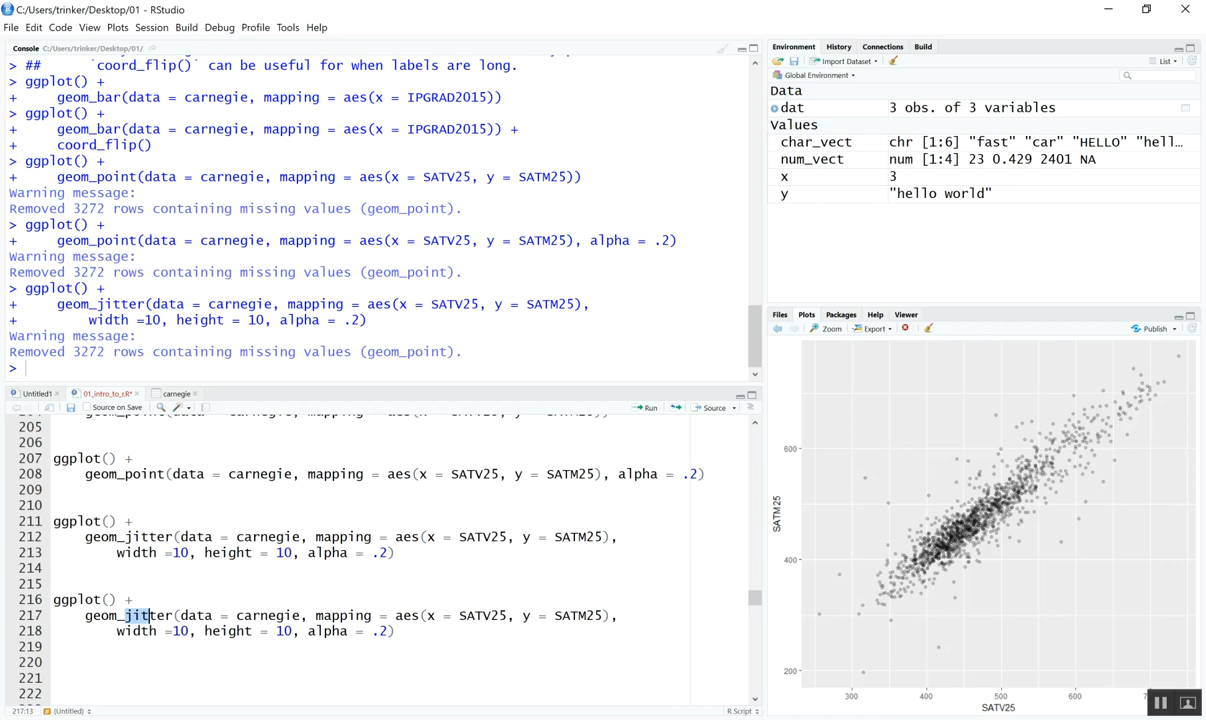 C:/Users/trinker/Desktop/01 - RStudio
File Edit Code View Plots Session Build Debug Profile Tools Help
Console C:/Users/trinker/Desktop/01/
> ## `coord_flip()` can be useful for when labels are long.
> ggplot() +
+ geom_bar(data = carnegie, mapping = aes(x = IPGRAD2015))
> ggplot() +
+ geom_bar(data = carnegie, mapping = aes(x = IPGRAD2015)) +
+ coord_flip()
> ggplot() +
+ geom_point(data = carnegie, mapping = aes(x = SATV25, y = SATM25))
Warning message:
Removed 3272 rows containing missing values (geom_point).
> ggplot() +
+ geom_point(data = carnegie, mapping = aes(x = SATV25, y = SATM25), alpha = .2)
Warning message:
Removed 3272 rows containing missing values (geom_point).
> ggplot() +
+ geom_jitter(data = carnegie, mapping = aes(x = SATV25, y = SATM25),
+ width =10, height = 10, alpha = .2)
Warning message:
Removed 3272 rows containing missing values (geom_point).
>
Untitled1 01_intro_to_r.R* carnegie
Source on Save Run Source
205
206
207 ggplot() +
208 geom_point(data = carnegie, mapping = aes(x = SATV25, y = SATM25), alpha = .2)
209
210
211 ggplot() +
212 geom_jitter(data = carnegie, mapping = aes(x = SATV25, y = SATM25),
213 width =10, height = 10, alpha = .2)
214
215
216 ggplot() +
217 geom_jitter(data = carnegie, mapping = aes(x = SATV25, y = SATM25),
218 width =10, height = 10, alpha = .2)
219
220
221
222
217:13 (Untitled) R Script
Environment History Connections Build
Import Dataset List
Global Environment
Data
dat 3 obs. of 3 variables
Values
char_vect chr [1:6] "fast" "car" "HELLO" "hell...
num_vect num [1:4] 23 0.429 2401 NA
x 3
y "hello world"
Files Plots Packages Help Viewer
Zoom Export Publish
SATM25
600
400
200
300 400 500 600
SATV25